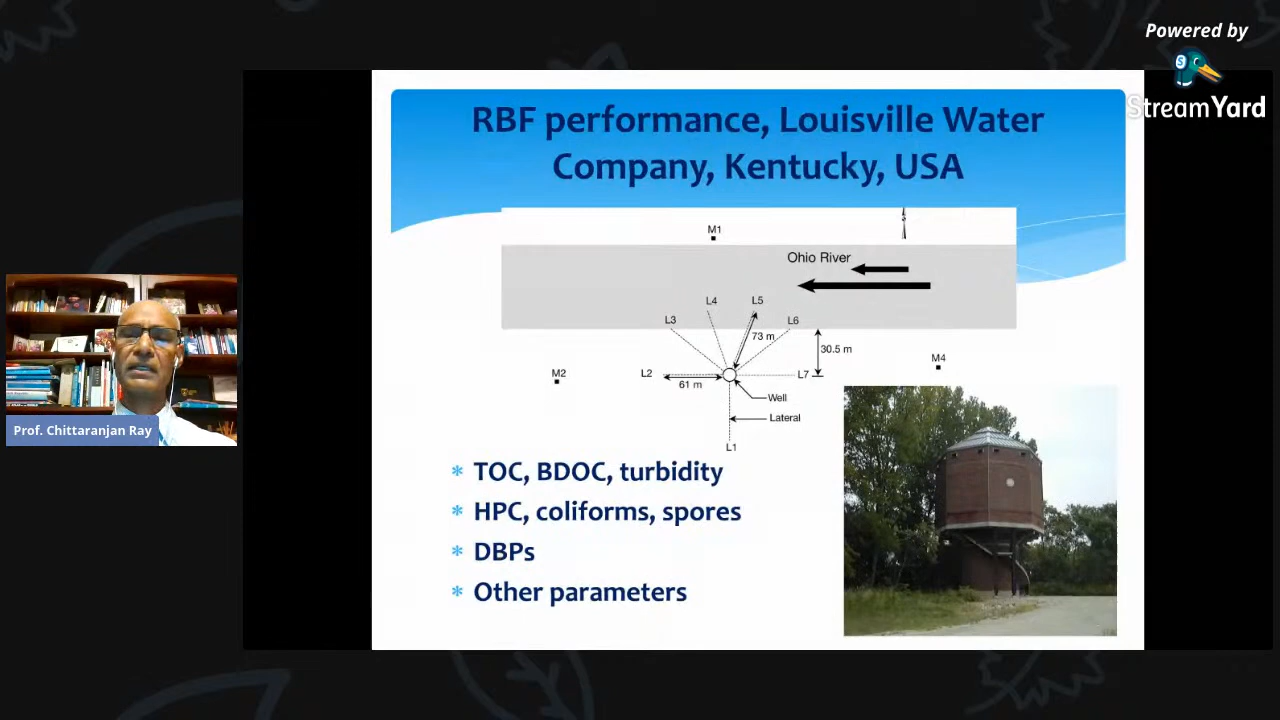 Powered by
StreamYard
RBF performance, Louisville Water
Company, Kentucky, USA
M1
Ohio River
L4
L5
L3
L6
73 m
30.5 m
M4
M2
L2
L7
61 m
Well
Lateral
L1
* TOC, BDOC, turbidity
* HPC, coliforms, spores
* DBPs
* Other parameters
Prof. Chittaranjan Ray